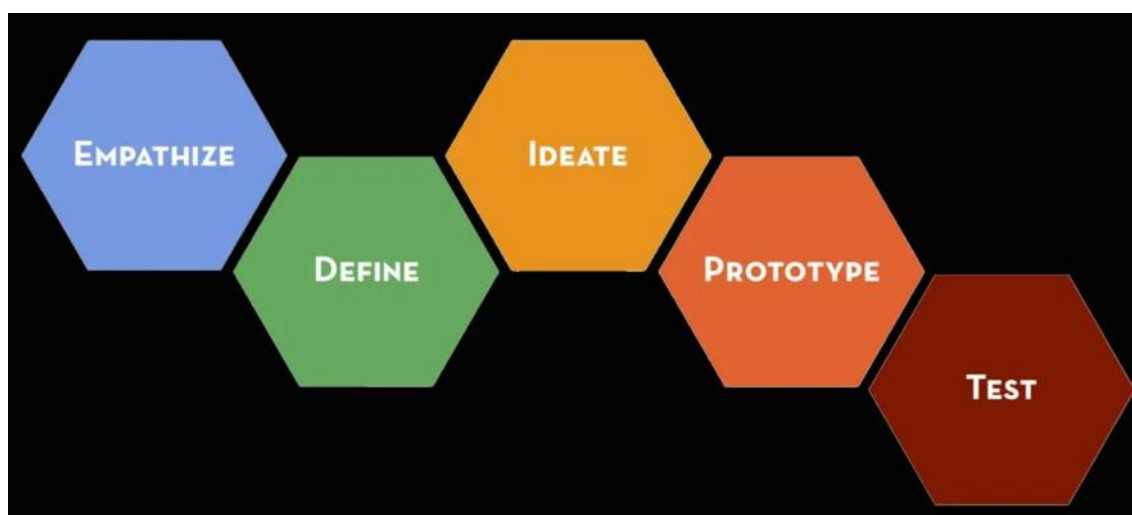 EMPATHIZE
DEFINE
IDEATE
PROTOTYPE
TEST